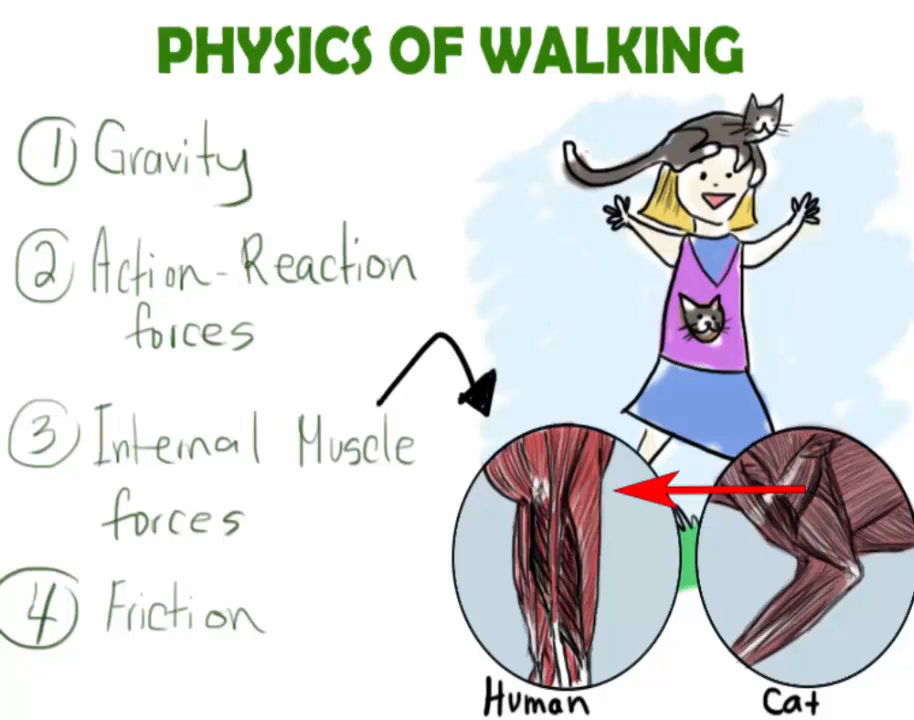 PHYSICS OF WALKING
1 Gravity
2 Action-Reaction
forces
3 Internal Muscle
forces
4 Friction
Human
Cat